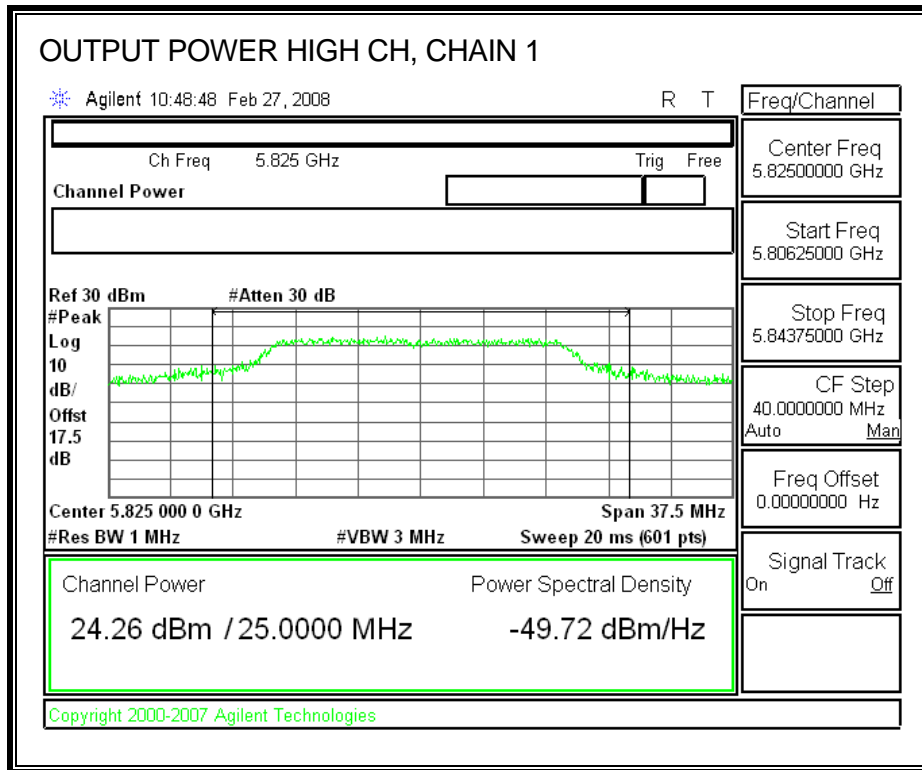 OUTPUT POWER HIGH CH, CHAIN 1
Agilent 10:48:48 Feb 27, 2008
R T
Freq/Channel
Ch Freq 5.825 GHz
Trig Free
Channel Power
Center Freq
5.82500000 GHz
Start Freq
5.80625000 GHz
Stop Freq
5.84375000 GHz
CF Step
40.0000000 MHz
Auto Man
Freq Offset
0.00000000 Hz
Signal Track
On Off
Ref 30 dBm #Atten 30 dB
#Peak
Log
10
dB/
Offst
17.5
dB
Center 5.825 000 0 GHz Span 37.5 MHz
#Res BW 1 MHz #VBW 3 MHz Sweep 20 ms (601 pts)
Channel Power Power Spectral Density
24.26 dBm / 25.0000 MHz -49.72 dBm/Hz
Copyright 2000-2007 Agilent Technologies